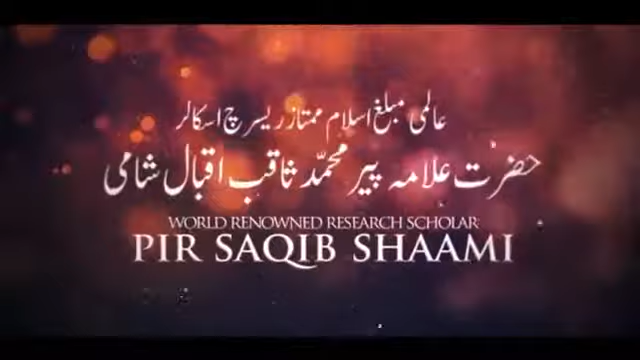 عالمی مبلغ اسلام ممتاز ریسرچ اسکالر
حضرت علامہ پیر محمّد ثاقب اقبال شامی
WORLD RENOWNED RESEARCH SCHOLAR
PIR SAQIB SHAAMI